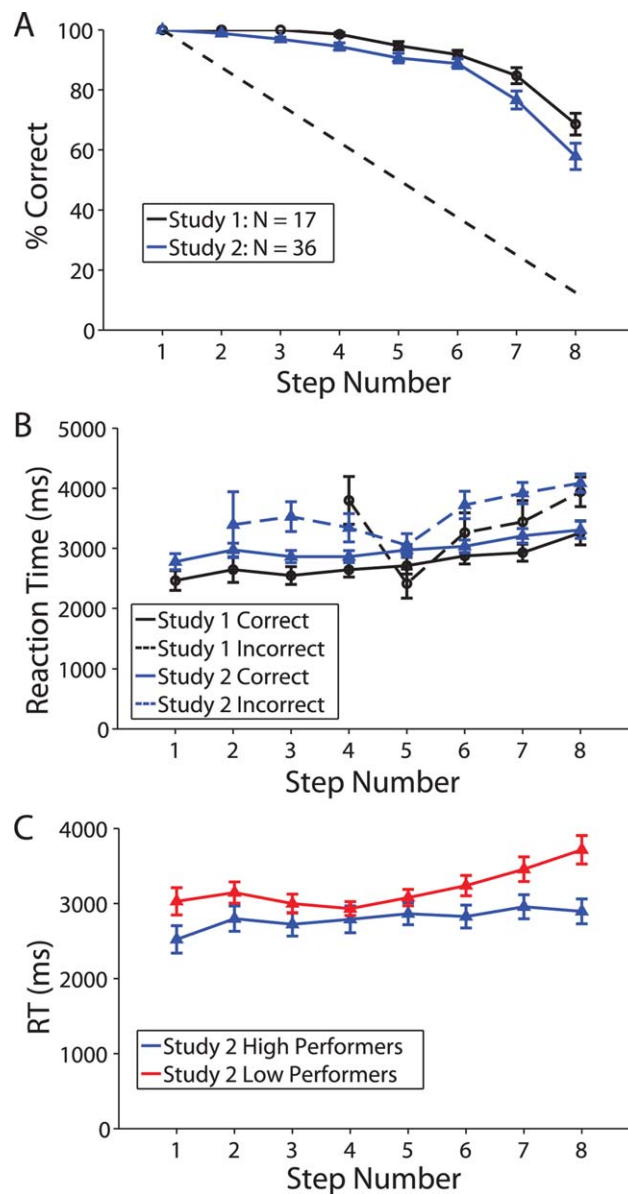 A
100
80
60
40
20
0
% Correct
Study 1: N = 17
Study 2: N = 36
1 2 3 4 5 6 7 8
Step Number
B
5000
4000
3000
2000
1000
0
Reaction Time (ms)
Study 1 Correct
Study 1 Incorrect
Study 2 Correct
Study 2 Incorrect
1 2 3 4 5 6 7 8
Step Number
C
4000
3000
2000
1000
0
RT (ms)
Study 2 High Performers
Study 2 Low Performers
1 2 3 4 5 6 7 8
Step Number